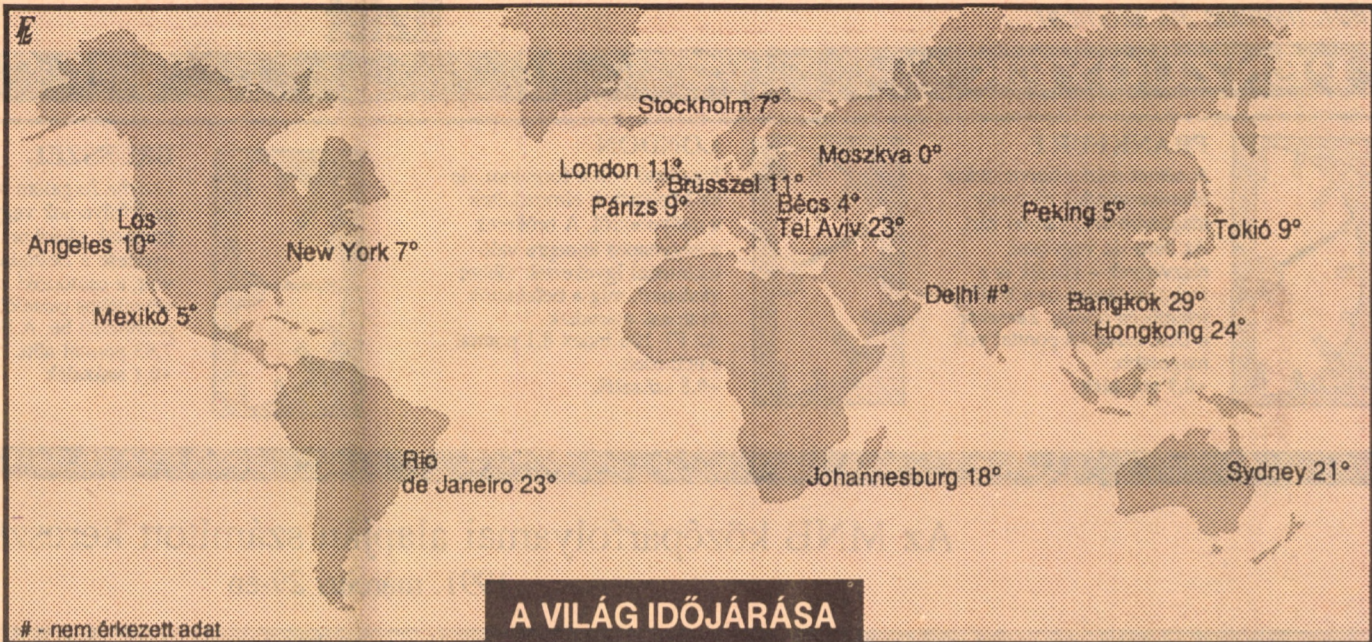 Stockholm 7°
Moszkva 0°
London 11°
Brüsszel 11°
Párizs 9°
Bécs 4°
Tel Aviv 23°
Peking 5°
Tokió 9°
Los
Angeles 10°
New York 7°
Mexikó 5°
Delhi #°
Bangkok 29°
Hongkong 24°
Rio
de Janeiro 23°
Johannesburg 18°
Sydney 21°
# - nem érkezett adat
A VILÁG IDŐJÁRÁSA